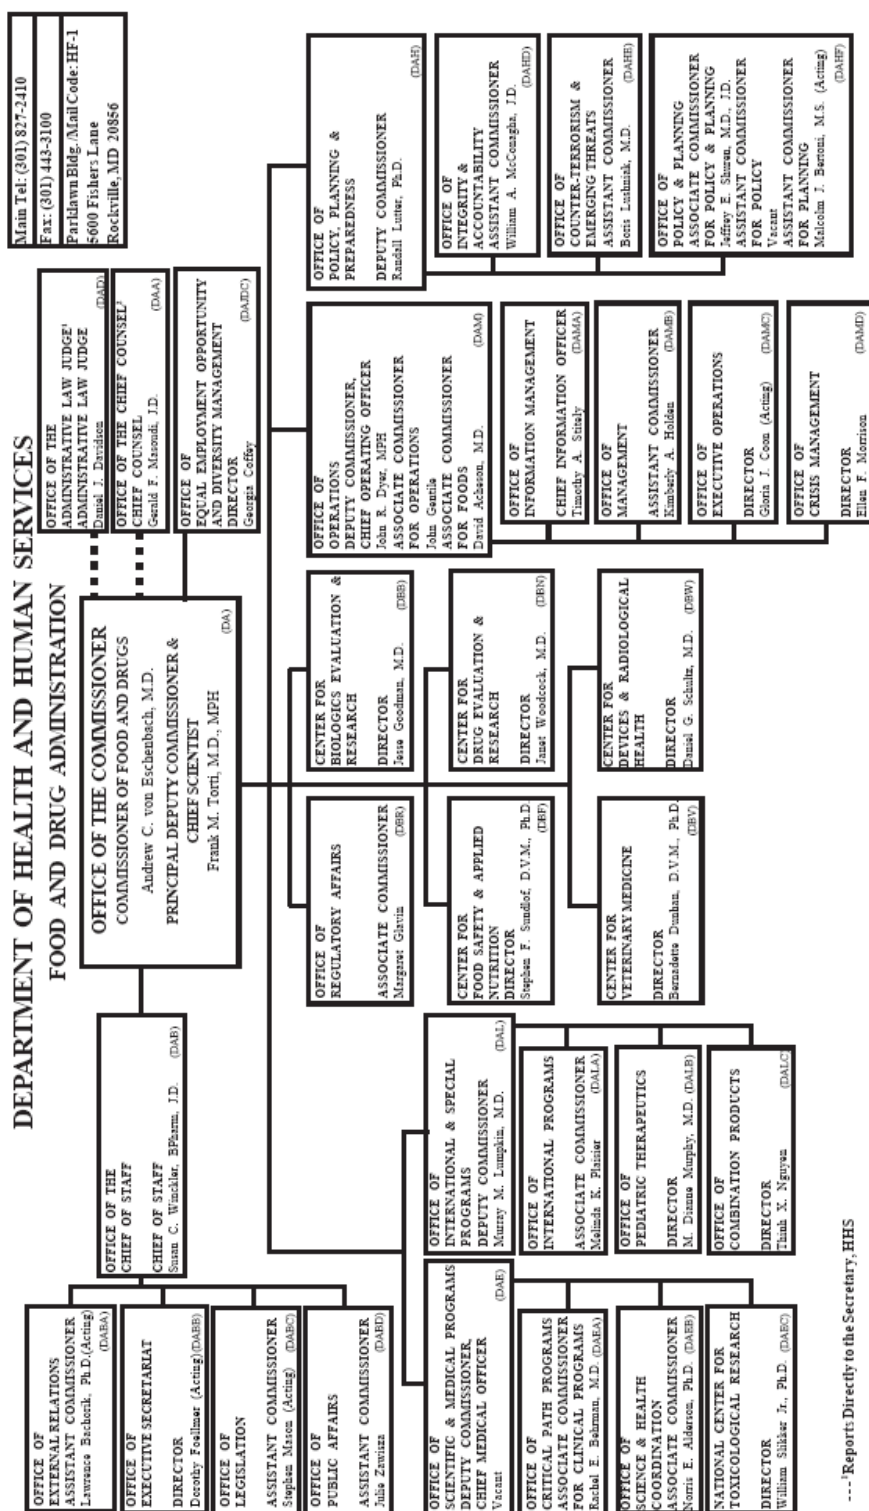 DEPARTMENT OF HEALTH AND HUMAN SERVICES
FOOD AND DRUG ADMINISTRATION
Main Tel: (301) 827-2410
Fax: (301) 443-3100
Parklawn Bldg./Mail Code: HF-1
5600 Fishers Lane
Rockville, MD 20856
OFFICE OF THE COMMISSIONER
COMMISSIONER OF FOOD AND DRUGS
Andrew C. von Eschenbach, M.D.
PRINCIPAL DEPUTY COMMISSIONER &
CHIEF SCIENTIST
Frank M. Torti, M.D., MPH
(DA)
OFFICE OF THE
ADMINISTRATIVE LAW JUDGE¹
ADMINISTRATIVE LAW JUDGE
Daniel J. Davidson (DAD)
OFFICE OF THE CHIEF COUNSEL²
CHIEF COUNSEL
Gerald F. Masoudi, J.D. (DAA)
OFFICE OF
EQUAL EMPLOYMENT OPPORTUNITY
AND DIVERSITY MANAGEMENT
DIRECTOR
Georgia Coffey (DAJDC)
OFFICE OF THE
CHIEF OF STAFF
CHIEF OF STAFF
Susan C. Winckler, BPharm, J.D. (DAB)
OFFICE OF
EXTERNAL RELATIONS
ASSISTANT COMMISSIONER
Lawrence Bachorik, Ph.D.(Acting)
(DABA)
OFFICE OF
EXECUTIVE SECRETARIAT
DIRECTOR
Dorothy Foellmer (Acting)(DABB)
OFFICE OF
LEGISLATION
ASSISTANT COMMISSIONER
Stephen Mason (Acting) (DABC)
OFFICE OF
PUBLIC AFFAIRS
ASSISTANT COMMISSIONER
Julie Zawisza (DABD)
OFFICE OF
SCIENTIFIC & MEDICAL PROGRAMS
DEPUTY COMMISSIONER,
CHIEF MEDICAL OFFICER
Vacant (DAE)
OFFICE OF
CRITICAL PATH PROGRAMS
ASSOCIATE COMMISSIONER
FOR CLINICAL PROGRAMS
Rachel E. Behrman, M.D. (DAEA)
OFFICE OF
SCIENCE & HEALTH
COORDINATION
ASSOCIATE COMMISSIONER
Norris E. Alderson, Ph.D. (DAEB)
NATIONAL CENTER FOR
TOXICOLOGICAL RESEARCH
DIRECTOR
William Slikker Jr., Ph.D. (DAEC)
OFFICE OF
INTERNATIONAL & SPECIAL
PROGRAMS
DEPUTY COMMISSIONER
Murray M. Lumpkin, M.D. (DAL)
OFFICE OF
INTERNATIONAL PROGRAMS
ASSOCIATE COMMISSIONER
Melinda K. Plaisier (DALA)
OFFICE OF
PEDIATRIC THERAPEUTICS
DIRECTOR
M. Dianne Murphy, M.D. (DALB)
OFFICE OF
COMBINATION PRODUCTS
DIRECTOR
Thinh X. Nguyen (DALC)
OFFICE OF
REGULATORY AFFAIRS
ASSOCIATE COMMISSIONER
Margaret Glavin (DBR)
CENTER FOR
BIOLOGICS EVALUATION &
RESEARCH
DIRECTOR
Jesse Goodman, M.D. (DBB)
CENTER FOR
FOOD SAFETY & APPLIED
NUTRITION
DIRECTOR
Stephen F. Sundlof, D.V.M., Ph.D.
(DBF)
CENTER FOR
DRUG EVALUATION &
RESEARCH
DIRECTOR
Janet Woodcock, M.D. (DBN)
CENTER FOR
VETERINARY MEDICINE
DIRECTOR
Bernadette Dunham, D.V.M., Ph.D.
(DBV)
CENTER FOR
DEVICES & RADIOLOGICAL
HEALTH
DIRECTOR
Daniel G. Schultz, M.D. (DBW)
OFFICE OF
OPERATIONS
DEPUTY COMMISSIONER,
CHIEF OPERATING OFFICER
John R. Dyer, MPH
ASSOCIATE COMMISSIONER
FOR OPERATIONS
John Gentile
ASSOCIATE COMMISSIONER
FOR FOODS
David Acheson, M.D. (DAM)
OFFICE OF
INFORMATION MANAGEMENT
CHIEF INFORMATION OFFICER
Timothy A. Stitely (DAMA)
OFFICE OF
MANAGEMENT
ASSISTANT COMMISSIONER
Kimberly A. Holden (DAMB)
OFFICE OF
EXECUTIVE OPERATIONS
DIRECTOR
Gloria J. Coon (Acting) (DAMC)
OFFICE OF
CRISIS MANAGEMENT
DIRECTOR
Ellen F. Morrison (DAMD)
OFFICE OF
POLICY, PLANNING &
PREPAREDNESS
DEPUTY COMMISSIONER
Randall Lutter, Ph.D.
(DAH)
OFFICE OF
INTEGRITY &
ACCOUNTABILITY
ASSISTANT COMMISSIONER
William A. McConagha, J.D.
(DAHD)
OFFICE OF
COUNTER-TERRORISM &
EMERGING THREATS
ASSISTANT COMMISSIONER
Boris Lushniak, M.D. (DAHE)
OFFICE OF
POLICY & PLANNING
ASSOCIATE COMMISSIONER
FOR POLICY & PLANNING
Jeffrey E. Shuren, M.D., J.D.
ASSISTANT COMMISSIONER
FOR POLICY
Vacant
ASSISTANT COMMISSIONER
FOR PLANNING
Malcolm J. Bertoni, M.S. (Acting)
(DAHF)
---¹Reports Directly to the Secretary, HHS